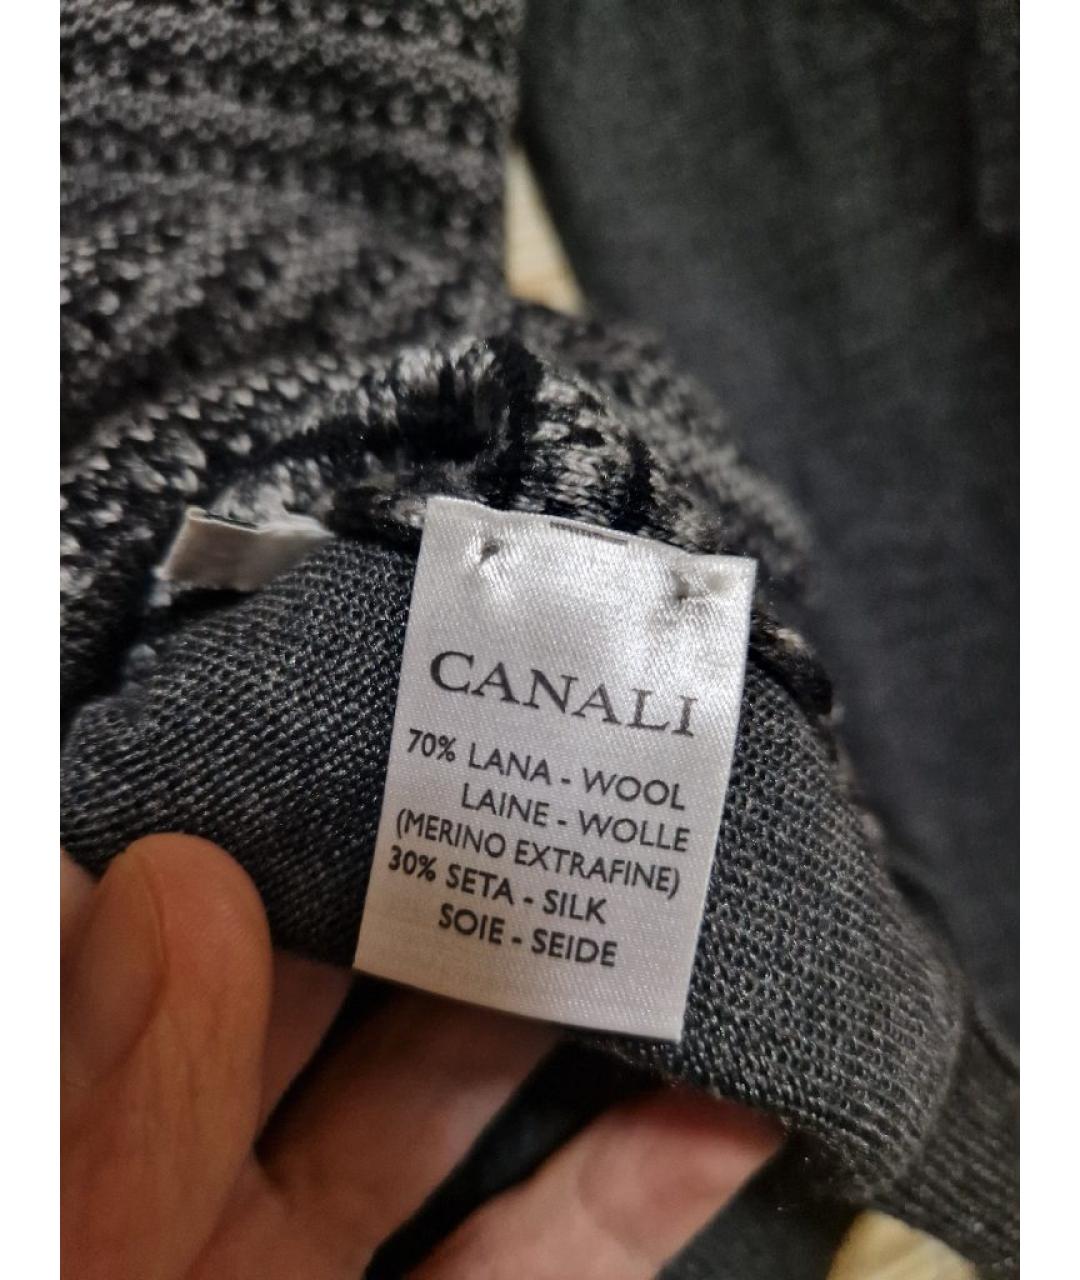 CANALI
70% LANA - WOOL
LAINE - WOLLE
(MERINO EXTRAFINE)
30% SETA - SILK
SOIE - SEIDE